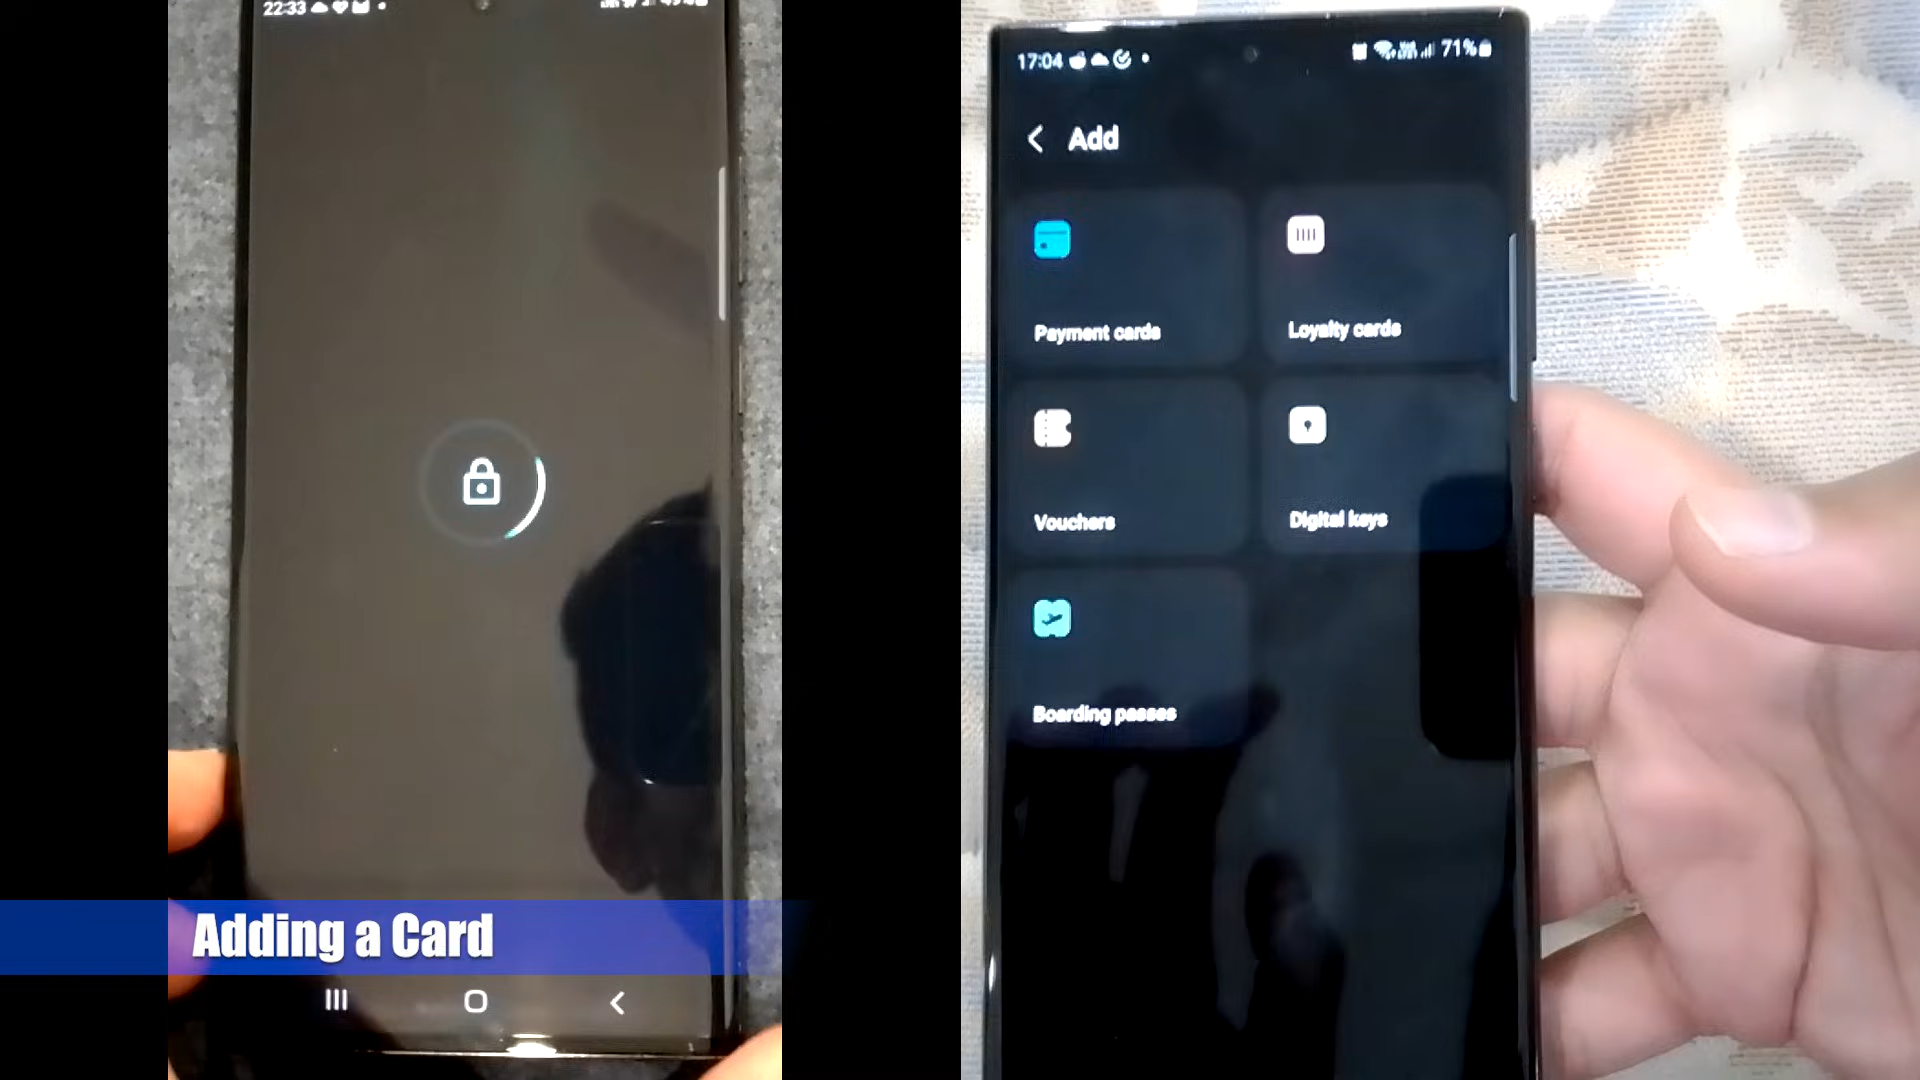 22:33
17:04
71%
Add
Payment cards
Loyalty cards
Vouchers
Digital keys
Boarding passes
Adding a Card